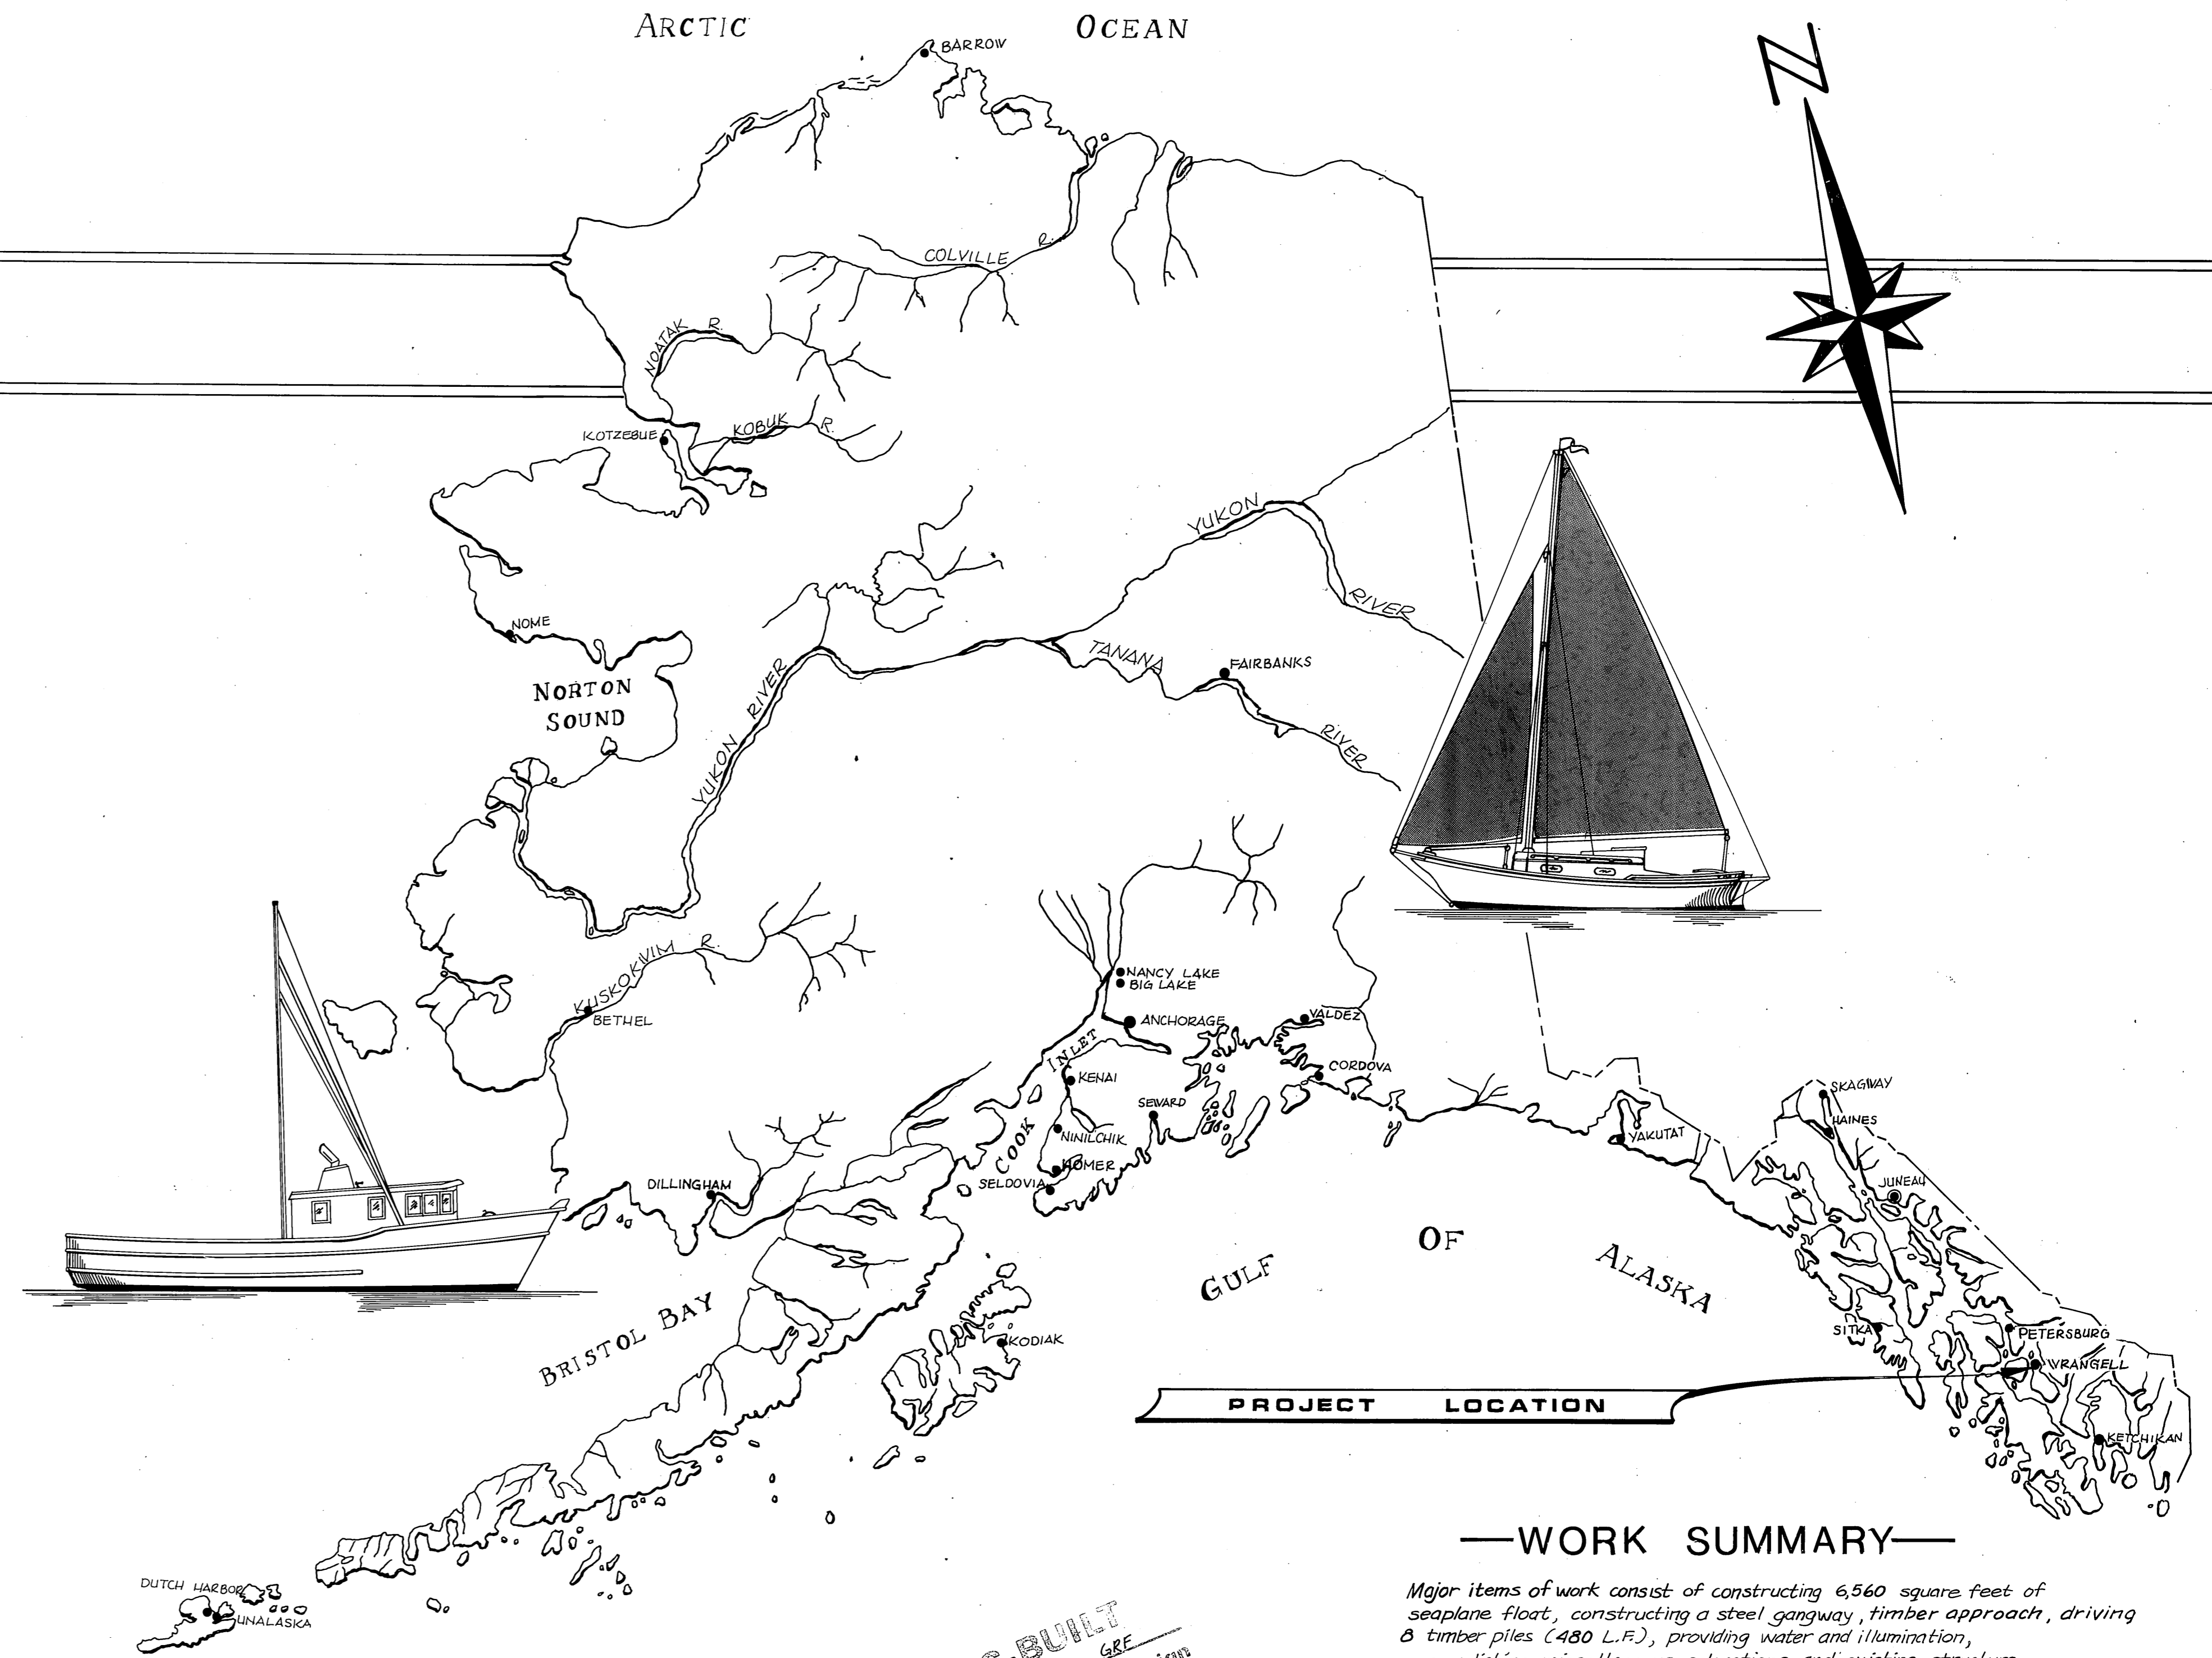 ARCTIC OCEAN
BARROW
N
COLVILLE R.
NOATAK R.
KOTZEBUE
KOBUK R.
YUKON RIVER
NOME
TANANA RIVER
FAIRBANKS
NORTON
SOUND
YUKON RIVER
KUSKOKWIM R.
BETHEL
NANCY LAKE
BIG LAKE
ANCHORAGE
VALDEZ
COOK INLET
KENAI
CORDOVA
SEWARD
NINILCHIK
HOMER
SELDOVIA
DILLINGHAM
YAKUTAT
SKAGWAY
HAINES
JUNEAU
GULF OF ALASKA
BRISTOL BAY
KODIAK
SITKA
PETERSBURG
WRANGELL
KETCHIKAN
PROJECT LOCATION
DUTCH HARBOR
UNALASKA
WORK SUMMARY
Major items of work consist of constructing 6,560 square feet of
seaplane float, constructing a steel gangway, timber approach, driving
8 timber piles (480 L.F.), providing water and illumination,
BUILT
GRE